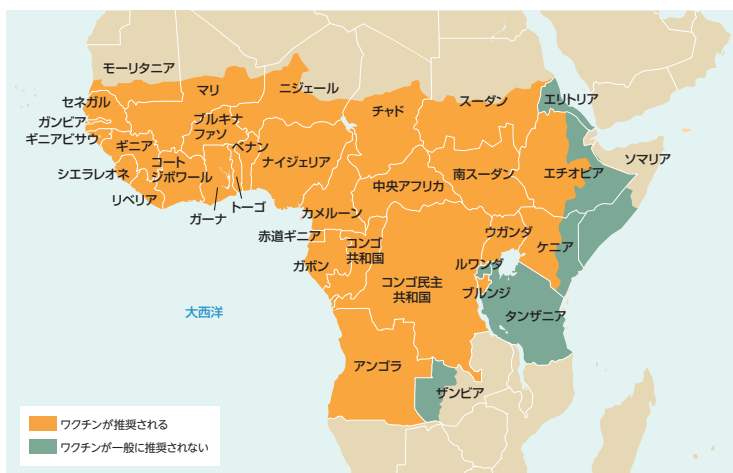 モーリタニア
マリ
ニジェール
セネガル
ガンビア
ギニアビサウ
ギニア
ブルキナ
ファソ
ベナン
チャド
スーダン
エリトリア
シエラレオネ
コート
ジボワール
ナイジェリア
中央アフリカ
南スーダン
エチオピア
ソマリア
リベリア
ガーナ
トーゴ
カメルーン
赤道ギニア
コンゴ
共和国
ウガンダ
ケニア
ガボン
コンゴ民主
共和国
ルワンダ
ブルンジ
タンザニア
大西洋
アンゴラ
ザンビア
ワクチンが推奨される
ワクチンが一般に推奨されない